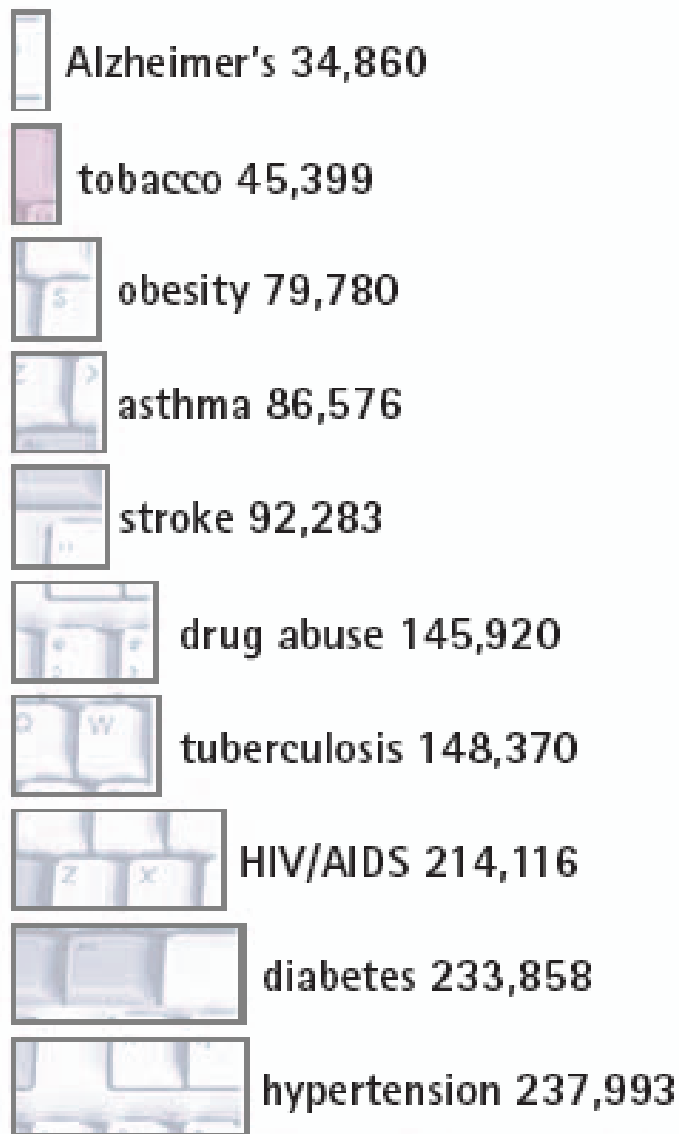 Alzheimer's 34,860
tobacco 45,399
obesity 79,780
S
asthma 86,576
Z
stroke 92,283
drug abuse 145,920
tuberculosis 148,370
Q W
HIV/AIDS 214,116
Z X
diabetes 233,858
hypertension 237,993